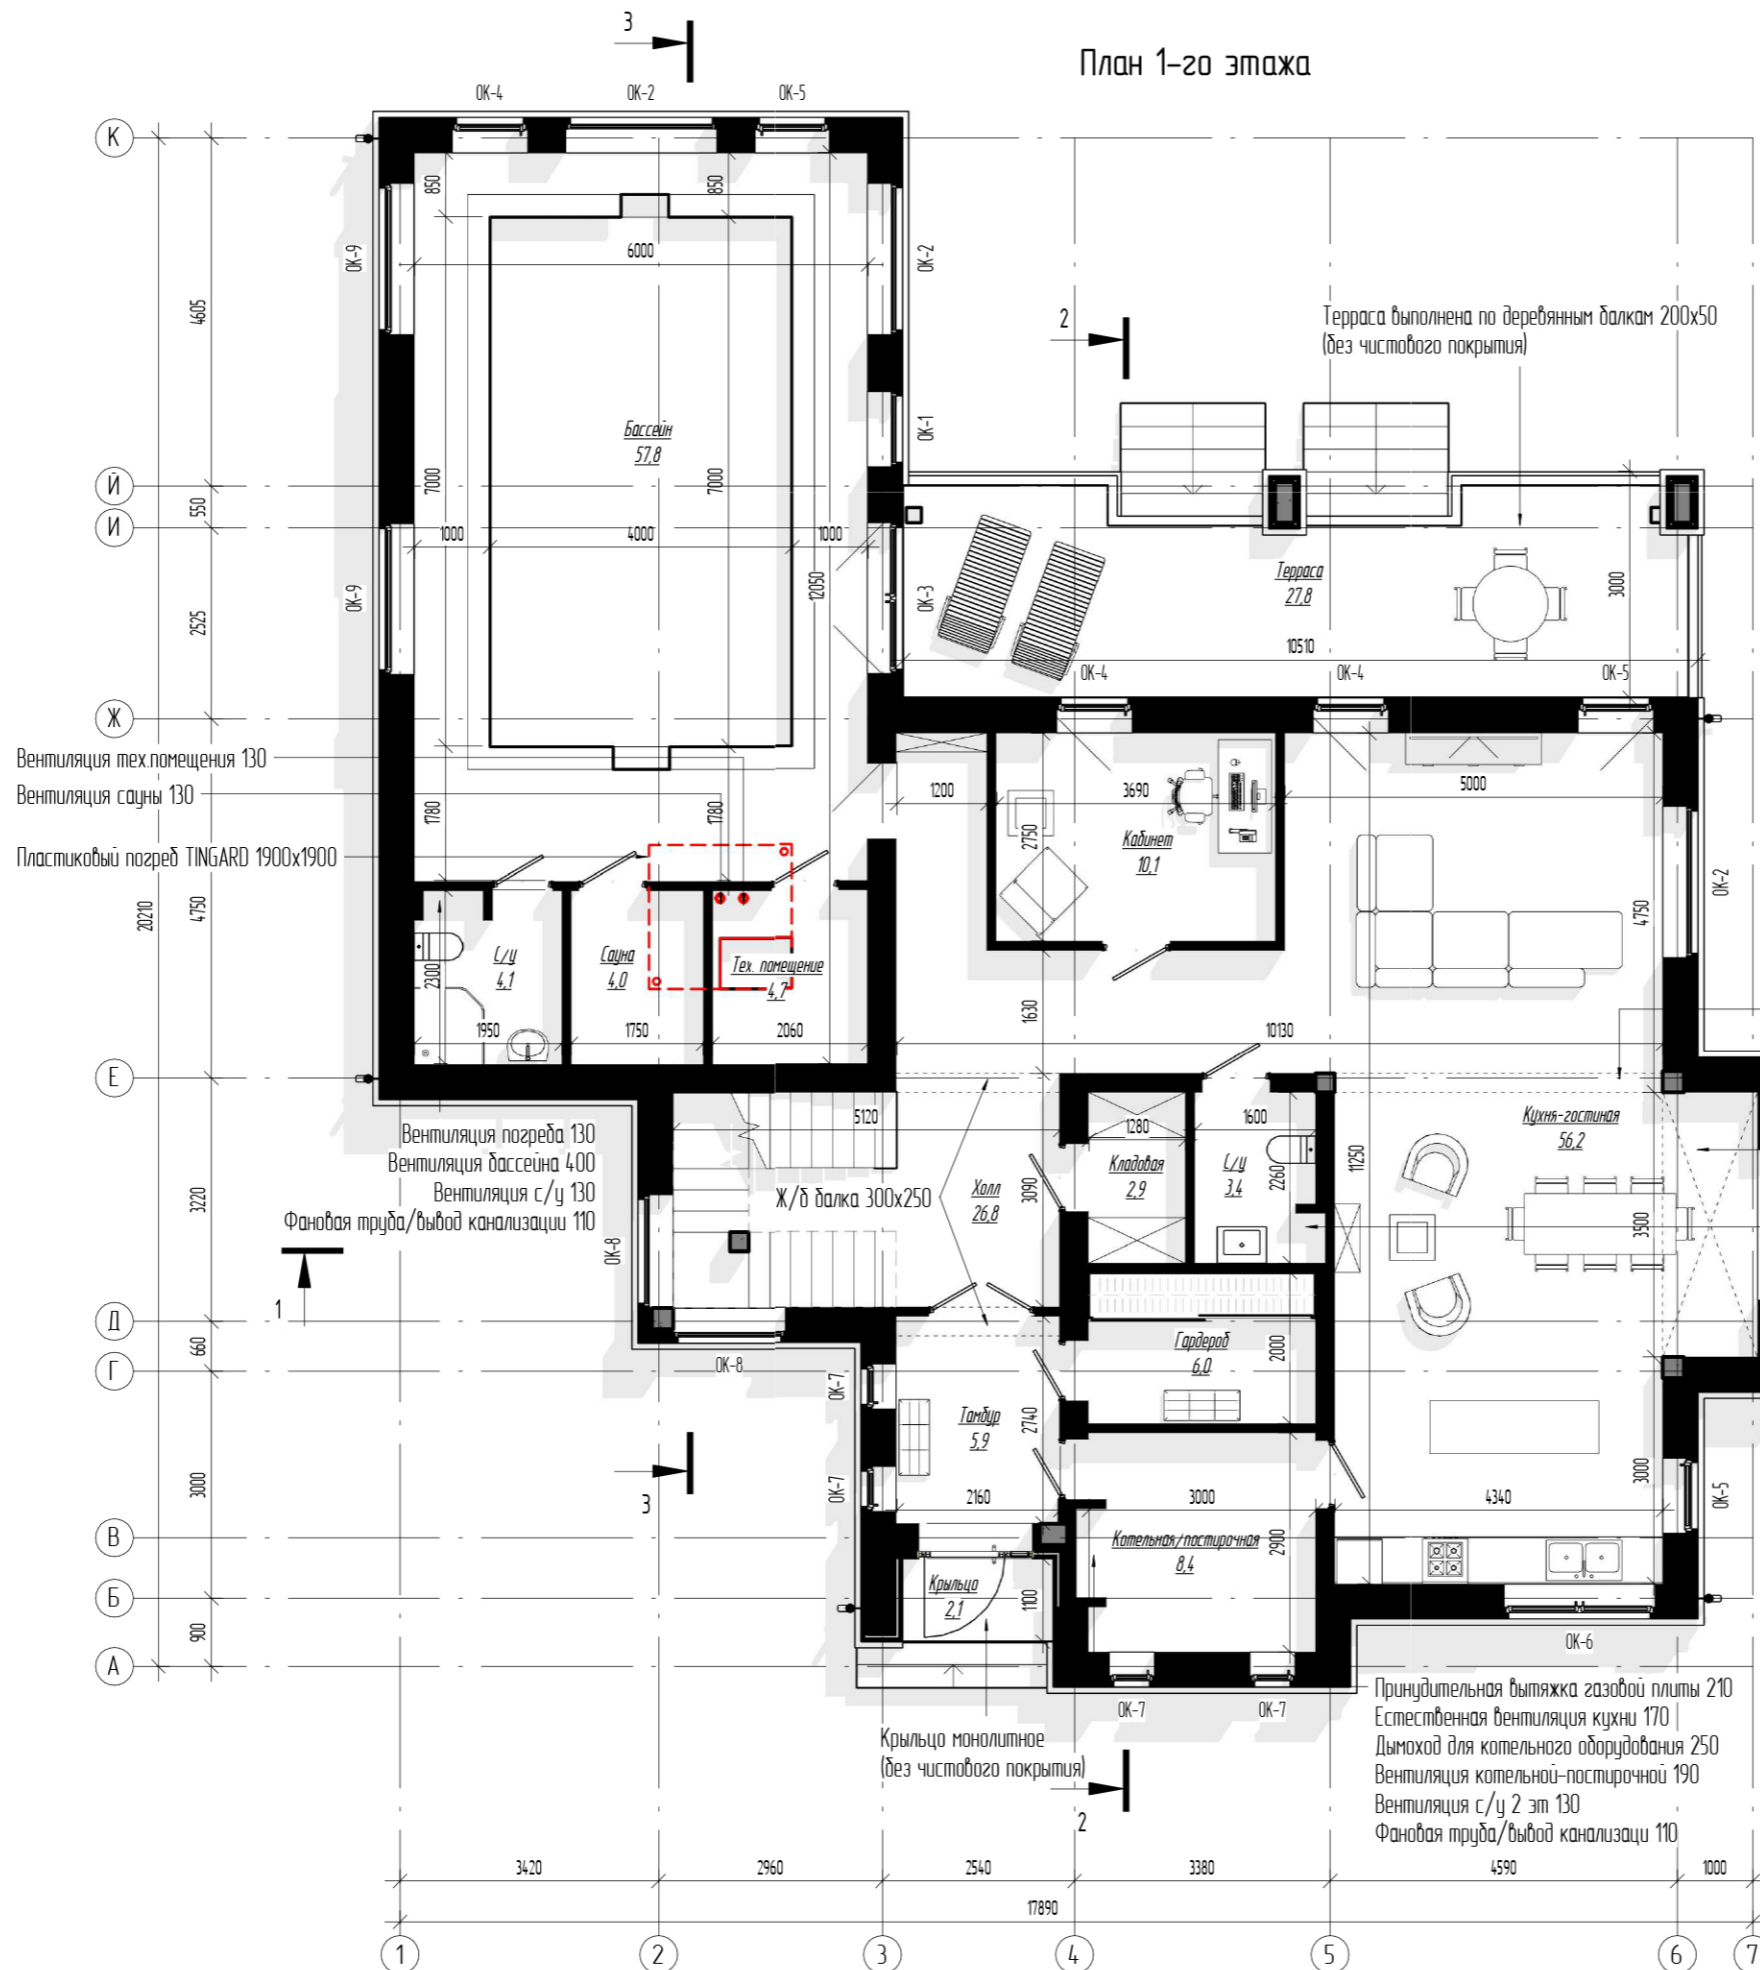 План 1-го этажа
3
ОК-4
ОК-2
ОК-5
К
850
850
6000
ОК-9
ОК-2
4605
2
Терраса выполнена по деревянным балкам 200х50
(без чистового покрытия)
Бассейн
57,8
ОК-1
7000
7000
Й
550
И
1000
4000
1000
12050
ОК-9
ОК-3
2525
Терраса
27,8
3000
10510
ОК-4
ОК-4
ОК-5
Ж
Вентиляция тех.помещения 130
Вентиляция сауны 130
Пластиковый погреб TINGARD 1900х1900
1780
1780
1200
3690
5000
2750
Кабинет
10,1
ОК-2
4750
20210
4750
С/у
4,1
Сауна
4,0
Тех. помещение
4,7
2300
1950
1750
2060
1630
10130
Е
5120
1280
1600
Кухня-гостиная
56,2
Вентиляция погреба 130
Вентиляция бассейна 400
Вентиляция с/у 130
Фановая труба/вывод канализации 110
Кладовая
2,9
С/у
3,4
2260
11250
Ж/б балка 300х250
Холл
26,8
3090
3220
3500
ОК-8
1
Д
660
Г
ОК-8
ОК-7
Гардероб
6,0
2000
Тамбур
5,9
2740
3000
3
ОК-7
2160
3000
4340
3000
ОК-5
В
Котельная/постирочная
8,4
2900
Крыльцо
2,1
1100
Б
900
А
ОК-6
ОК-7
ОК-7
Крыльцо монолитное
(без чистового покрытия)
2
Принудительная вытяжка газовой плиты 210
Естественная вентиляция кухни 170
Дымоход для котельного оборудования 250
Вентиляция котельной-постирочной 190
Вентиляция с/у 2 эт 130
Фановая труба/вывод канализаци 110
3420
2960
2540
3380
4590
1000
17890
1
2
3
4
5
6
7